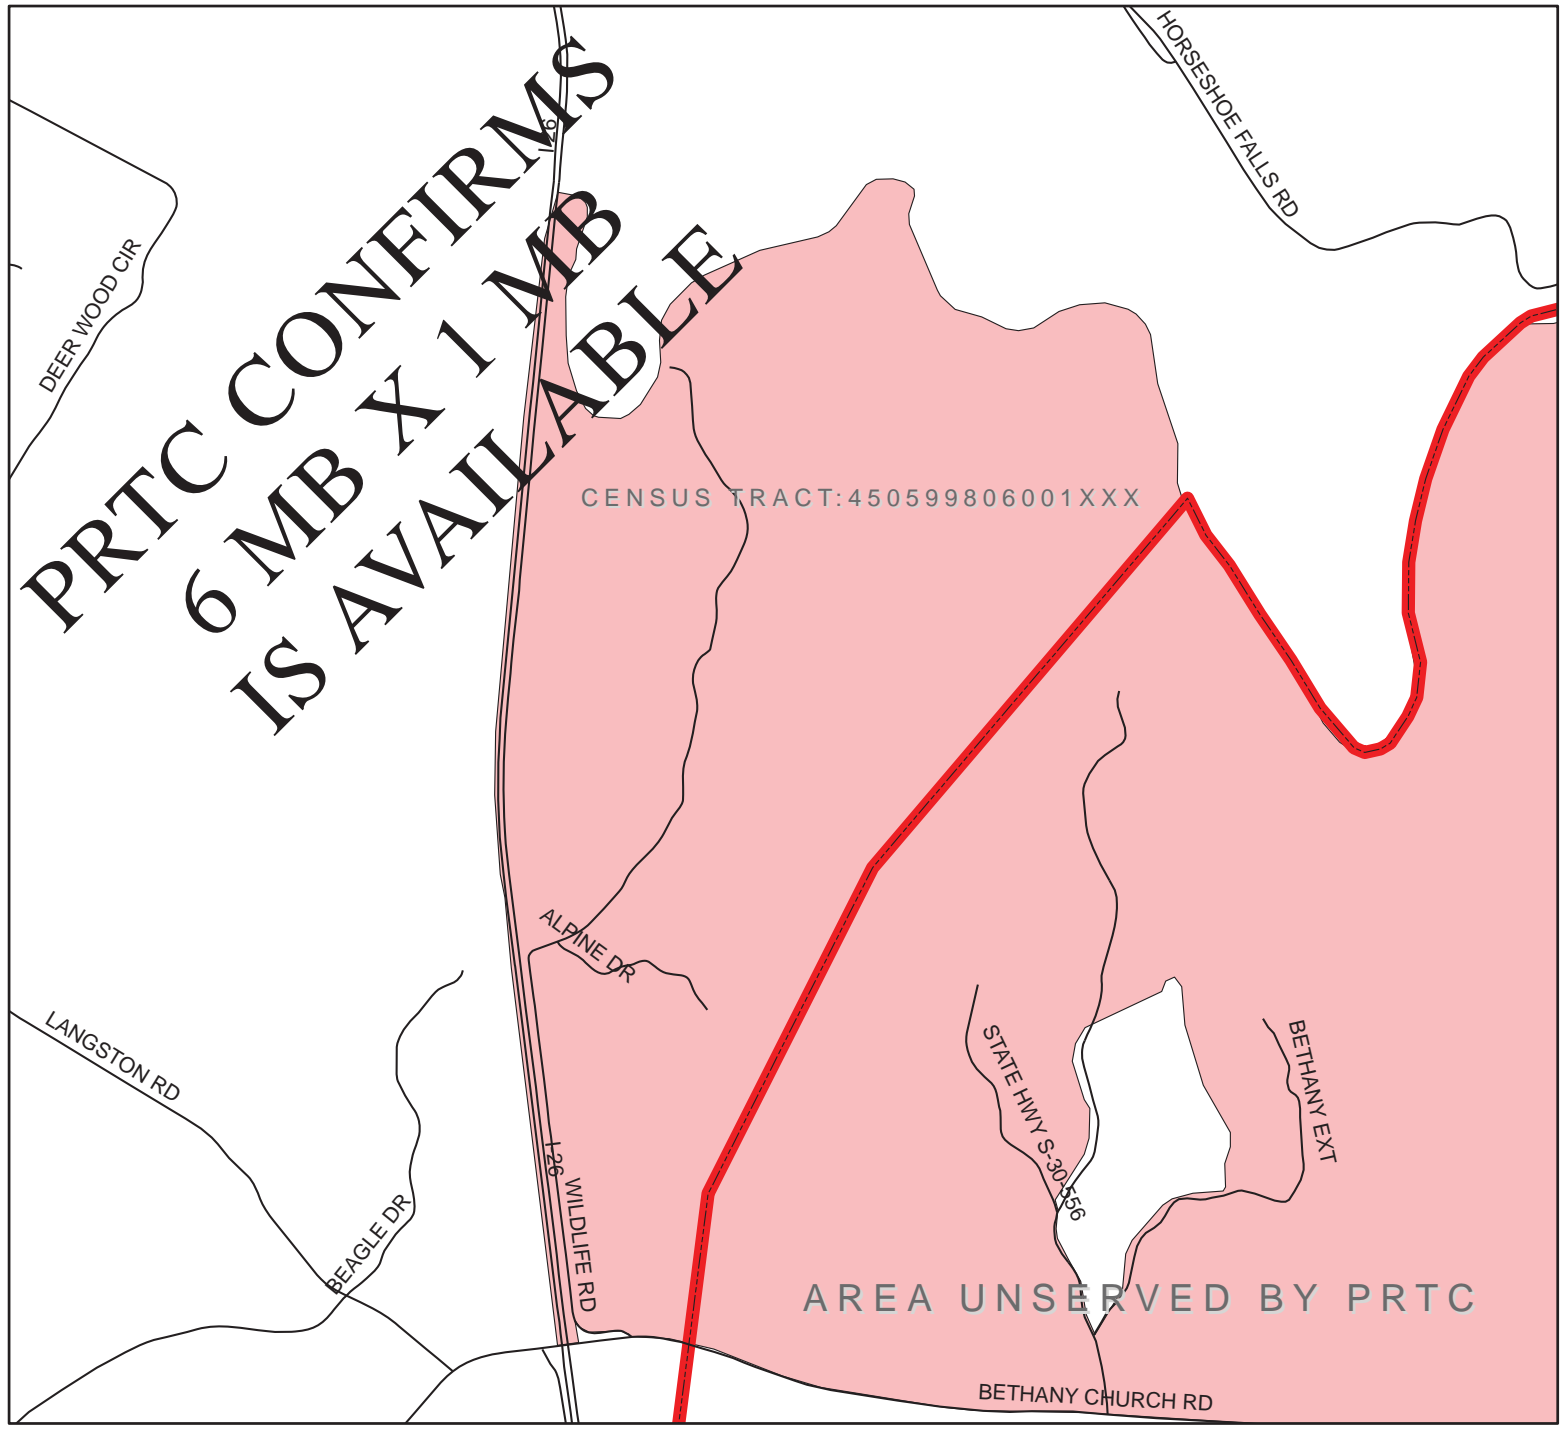 HORSESHOE FALLS RD
I-26
PRTC CONFIRMS
6 MB X 1 MB
IS AVAILABLE
DEER WOOD CIR
CENSUS TRACT:450599806001XXX
ALPINE DR
LANGSTON RD
STATE HWY S-30-556
BETHANY EXT
I-26
WILDLIFE RD
BEAGLE DR
AREA UNSERVED BY PRTC
BETHANY CHURCH RD